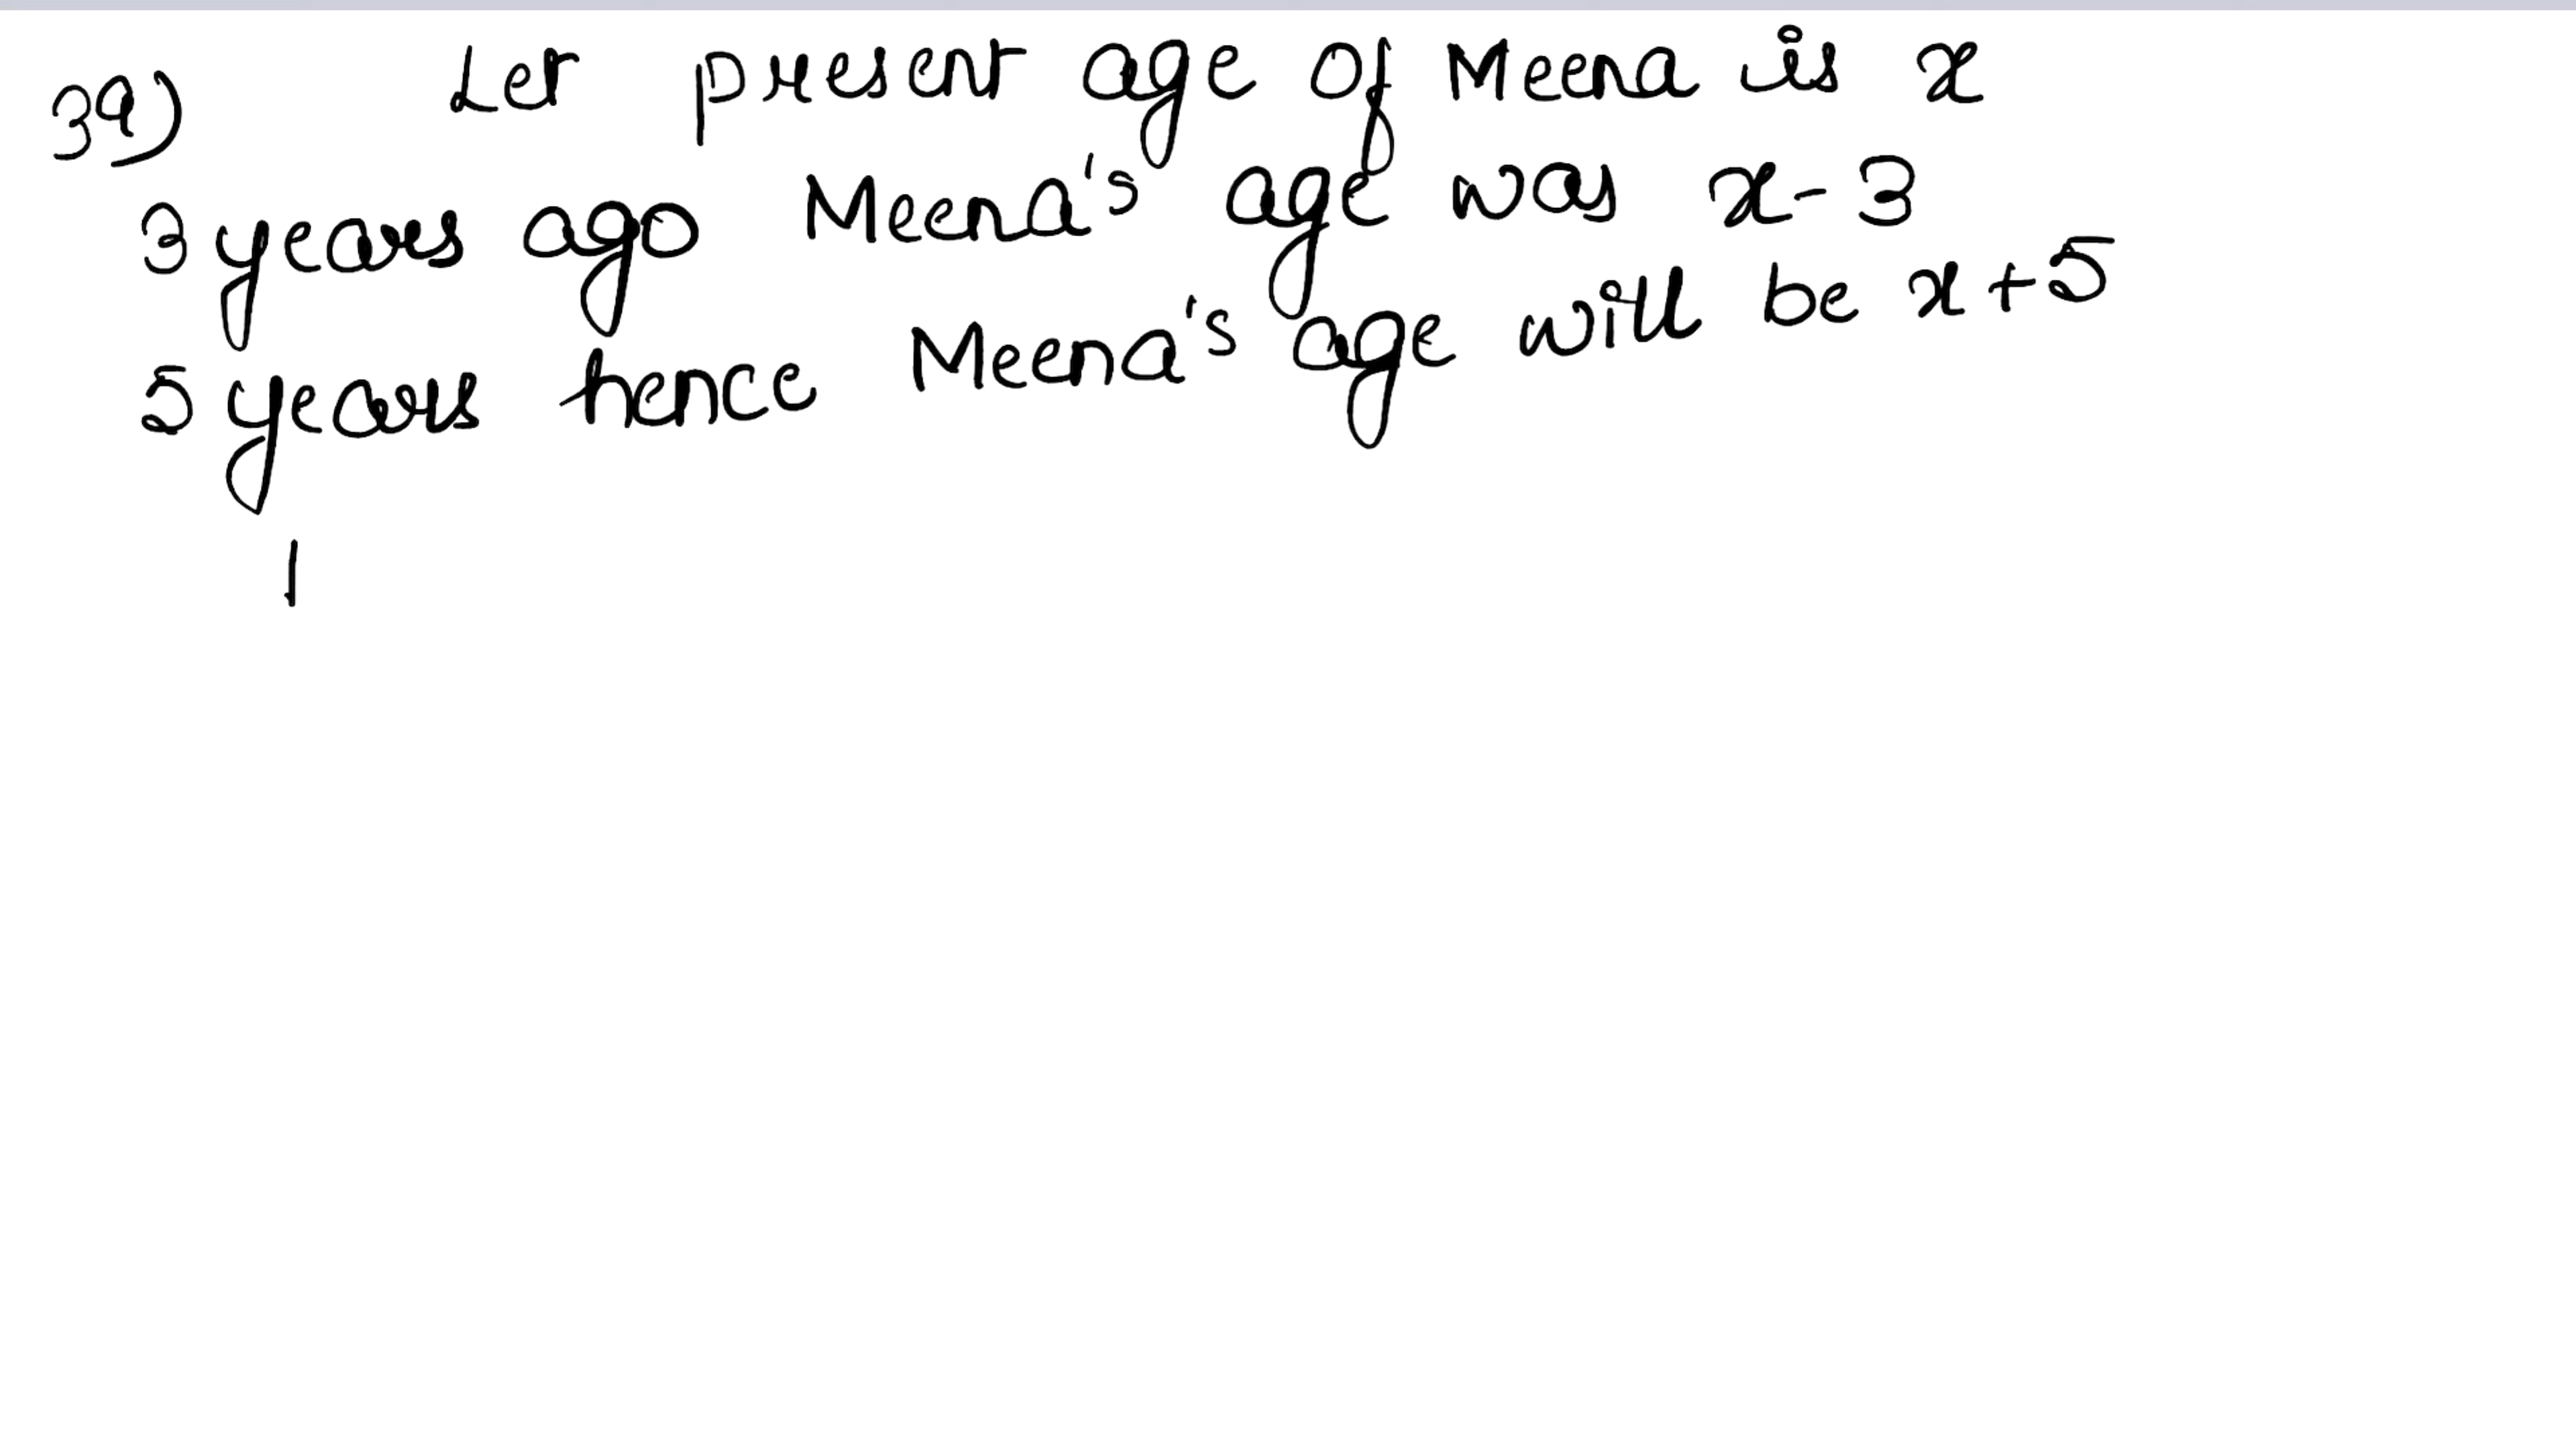 39) Let present age of Meena is x
3 years ago Meena's age was x-3
5 years hence Meena's age will be x+5
1